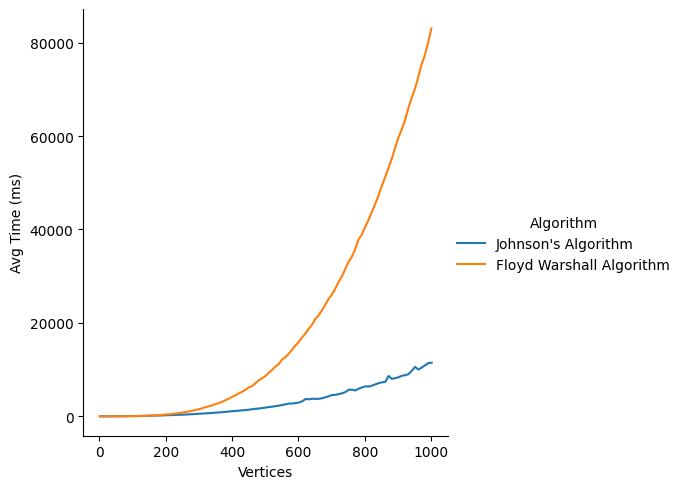 80000
60000
40000
20000
0
Avg Time (ms)
0 200 400 600 800 1000
Vertices
Algorithm
Johnson's Algorithm
Floyd Warshall Algorithm